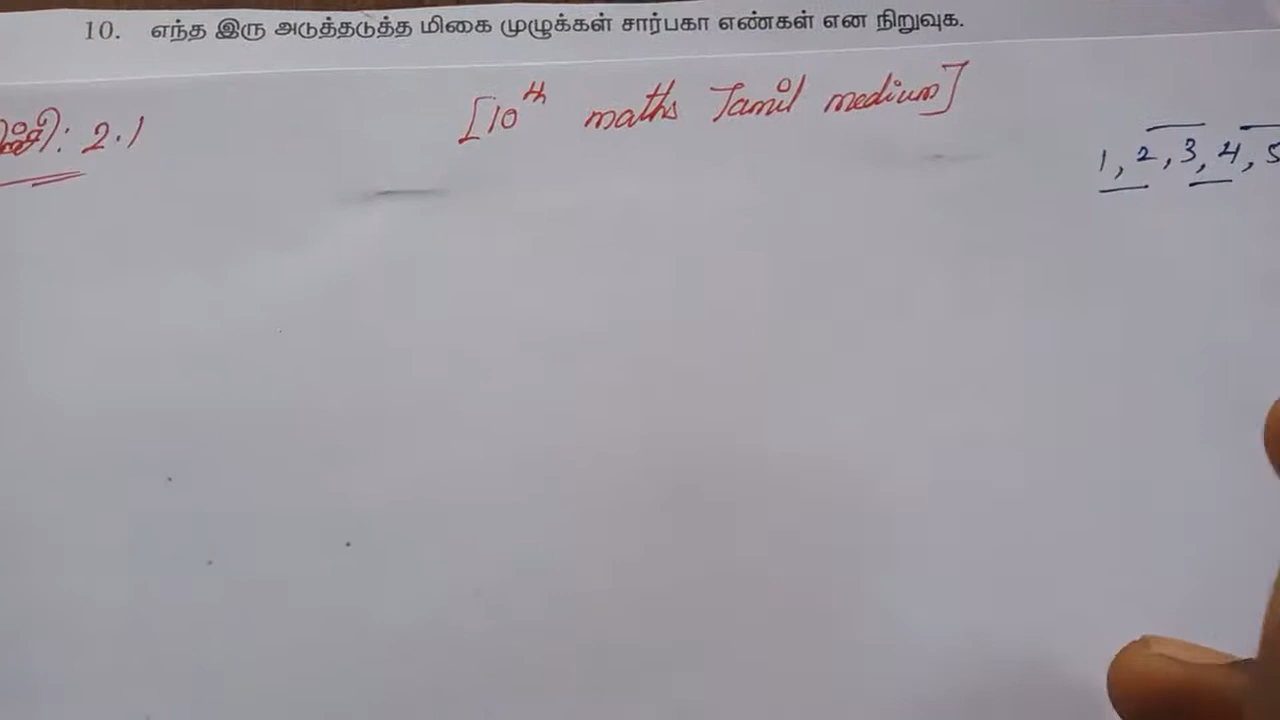 10. எந்த இரு அடுத்தடுத்த மிகை முழுக்கள் சார்பகா எண்கள் என நிறுவுக.
[10th maths Tamil medium]
2.1
1, 2, 3, 4, 5